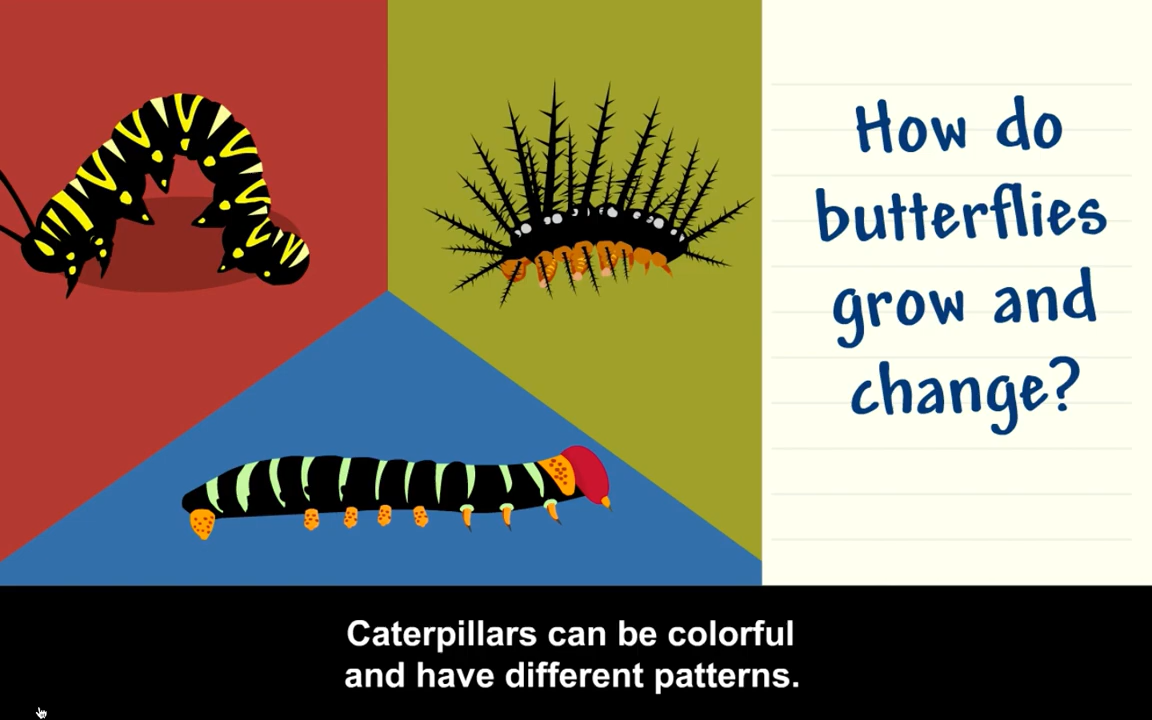 How do
butterflies
grow and
change?
Caterpillars can be colorful
and have different patterns.